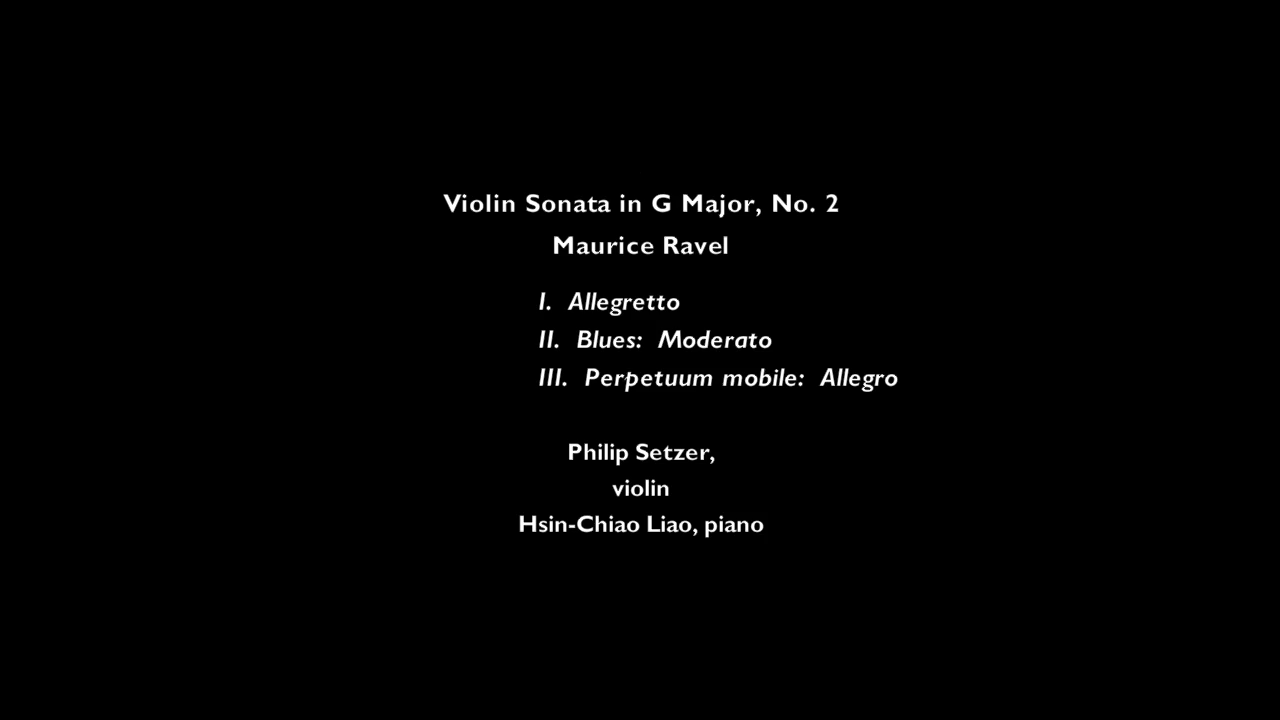 Violin Sonata in G Major, No. 2
Maurice Ravel
I. Allegretto
II. Blues: Moderato
III. Perpetuum mobile: Allegro
Philip Setzer,
violin
Hsin-Chiao Liao, piano